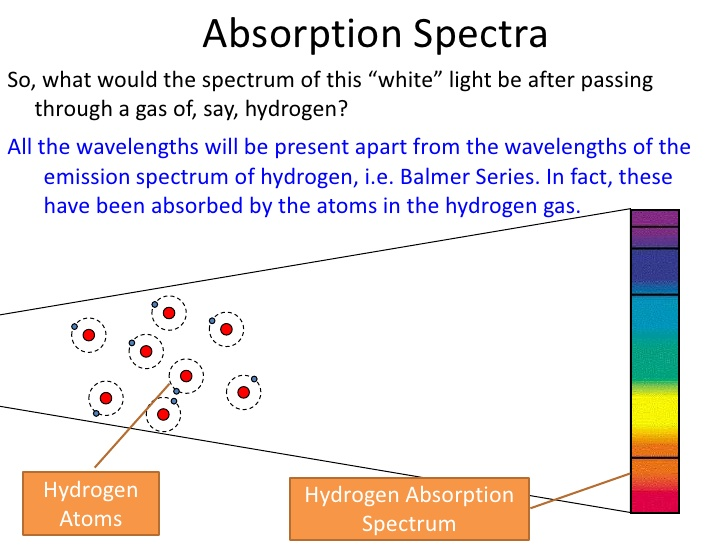 Absorption Spectra
So, what would the spectrum of this “white” light be after passing
through a gas of, say, hydrogen?
All the wavelengths will be present apart from the wavelengths of the
emission spectrum of hydrogen, i.e. Balmer Series. In fact, these
have been absorbed by the atoms in the hydrogen gas.
Hydrogen
Atoms
Hydrogen Absorption
Spectrum